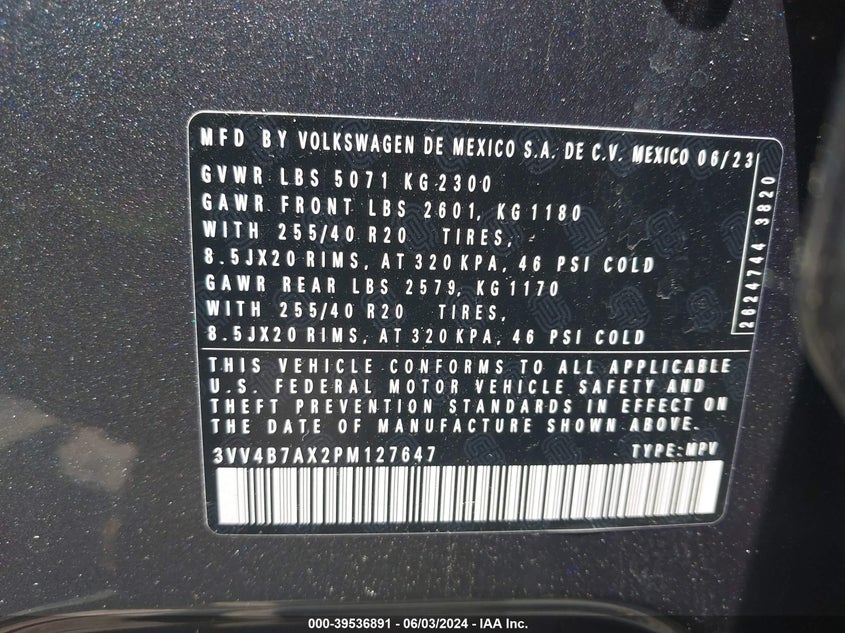 MFD BY VOLKSWAGEN DE MEXICO S.A. DE C.V. MEXICO 06/23
GVWR LBS 5071 KG 2300
GAWR FRONT LBS 2601, KG 1180
WITH 255/40 R20 TIRES,
8.5JX20 RIMS, AT 320 KPA, 46 PSI COLD
GAWR REAR LBS 2579, KG 1170
WITH 255/40 R20 TIRES,
8.5JX20 RIMS, AT 320 KPA, 46 PSI COLD
2624744 3820
THIS VEHICLE CONFORMS TO ALL APPLICABLE
U.S. FEDERAL MOTOR VEHICLE SAFETY AND
THEFT PREVENTION STANDARDS IN EFFECT ON
THE DATE OF MANUFACTURE SHOWN ABOVE.
3VV4B7AX2PM127647 TYPE:MPV
000-39536891 - 06/03/2024 - IAA Inc.